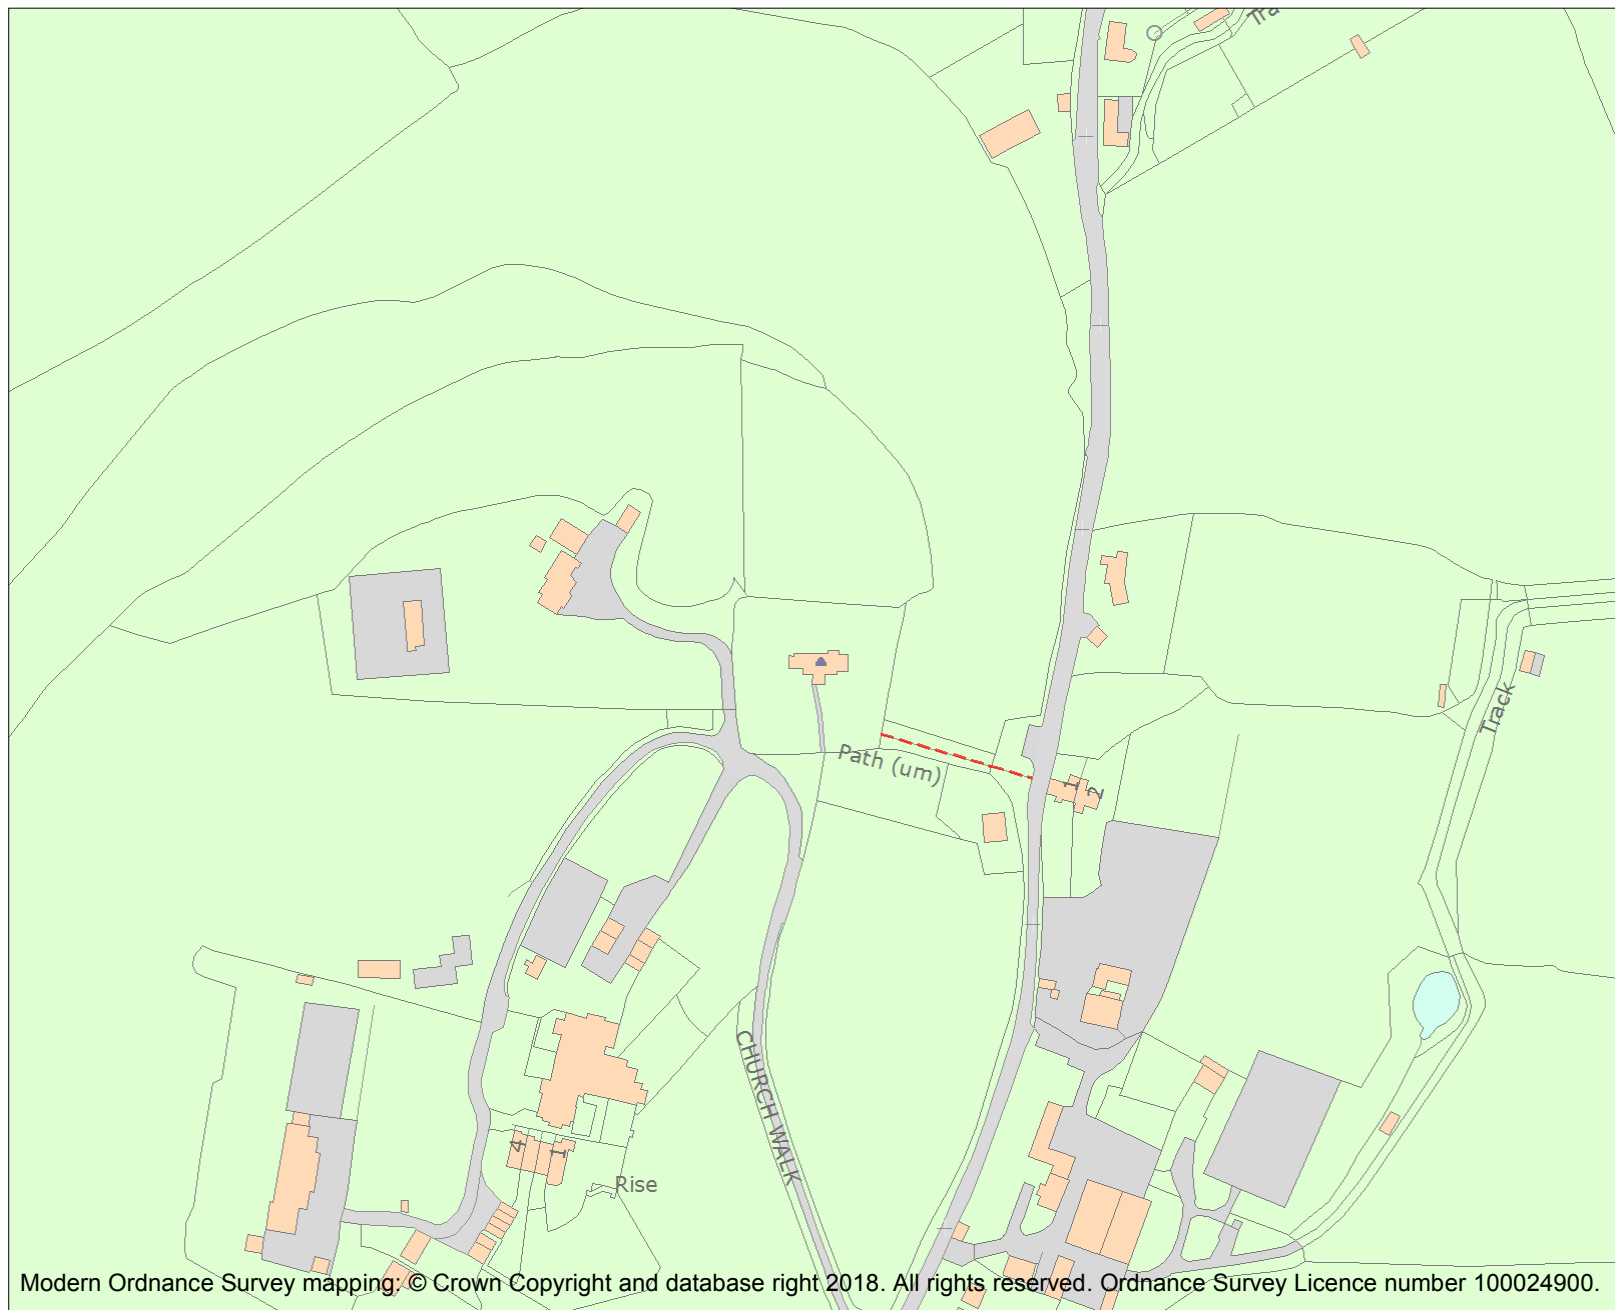 Tra
Track
Path (um)
1
2
CHURCH WALK
4
1
Rise
Modern Ordnance Survey mapping: © Crown Copyright and database right 2018. All rights reserved. Ordnance Survey Licence number 100024900.